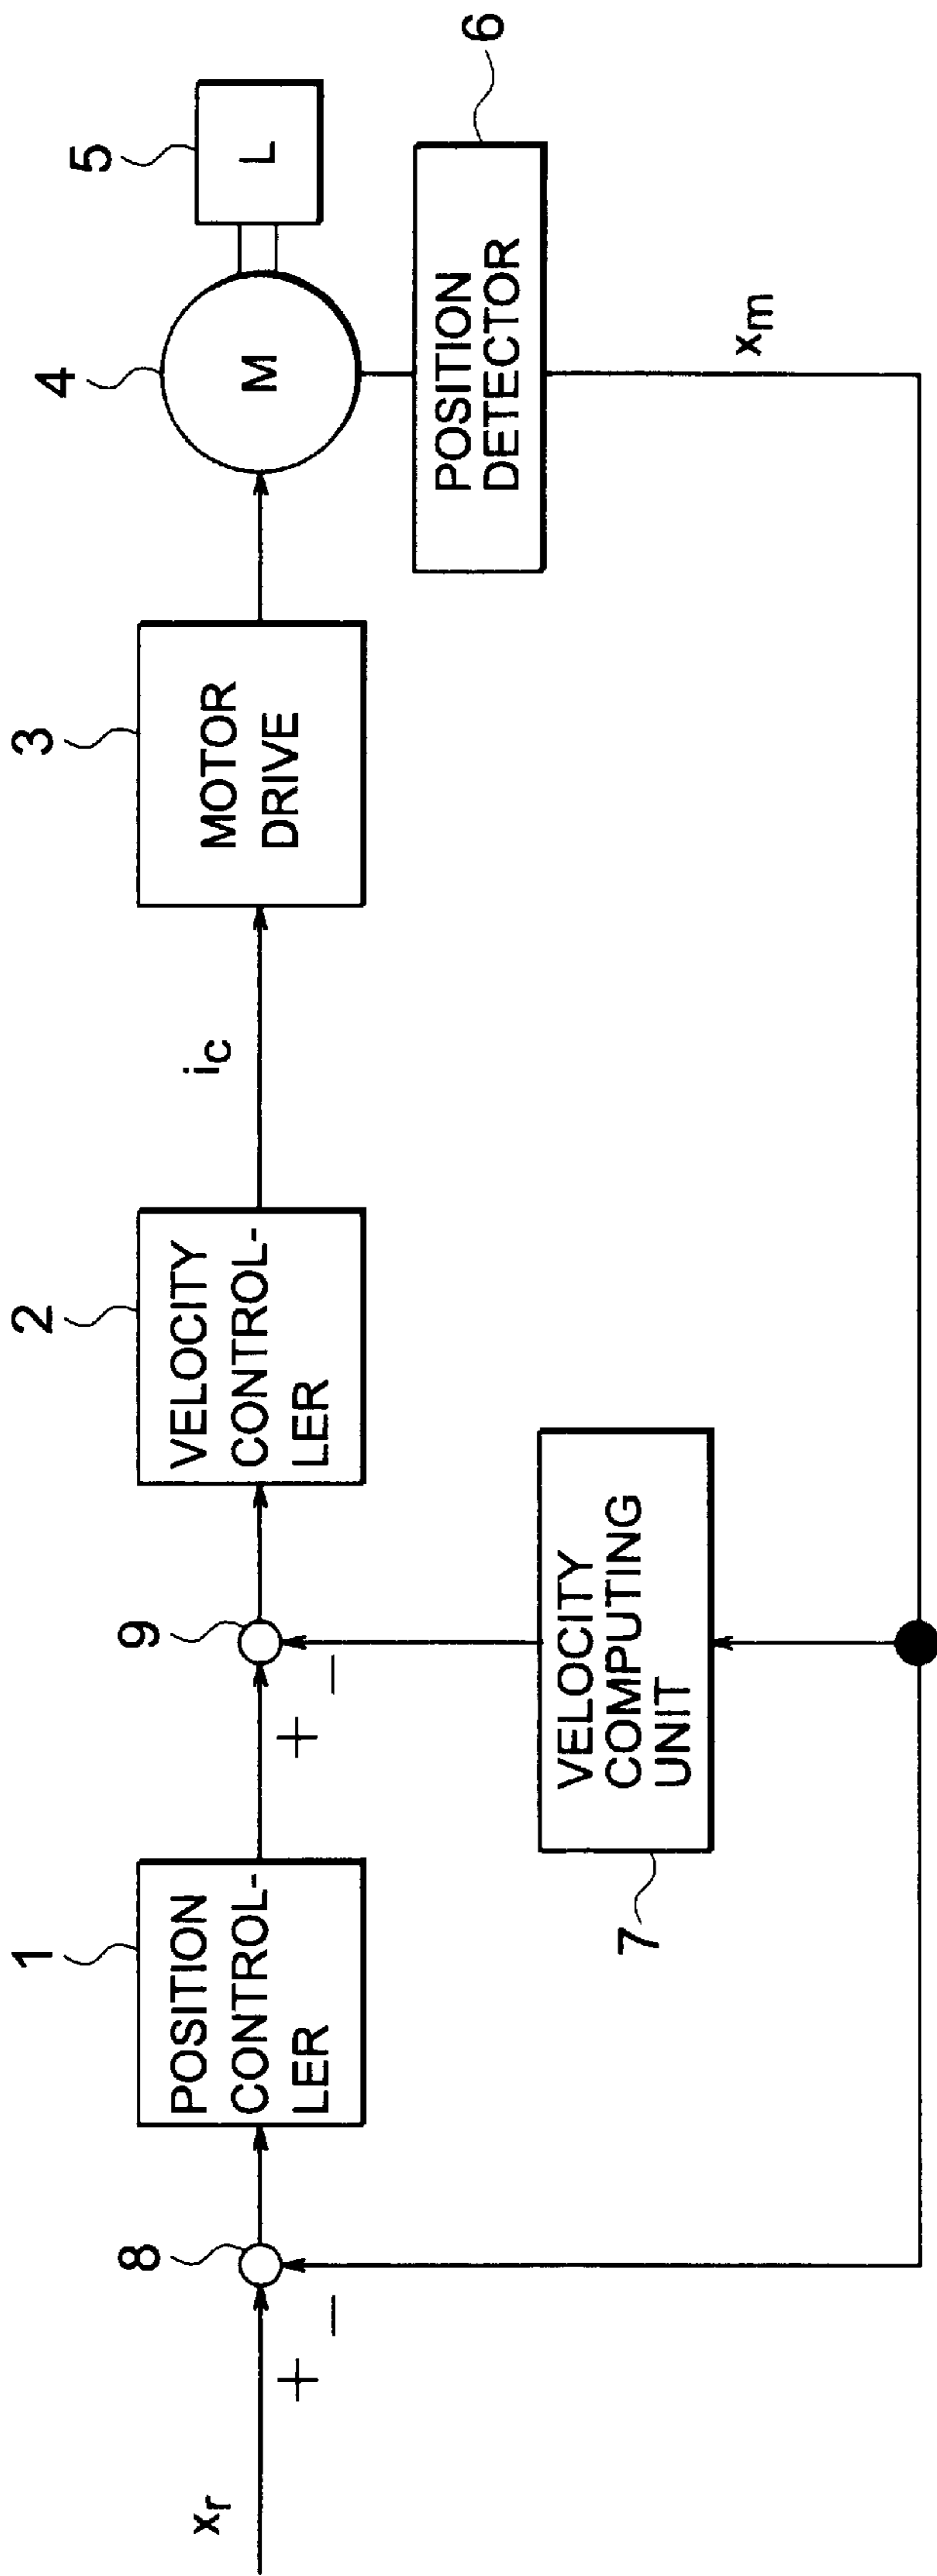 1
2
3
4
5
6
7
8
9
x_r
+
−
POSITION
CONTROL-
LER
+
−
VELOCITY
CONTROL-
LER
i_c
MOTOR
DRIVE
M
L
POSITION
DETECTOR
x_m
VELOCITY
COMPUTING
UNIT